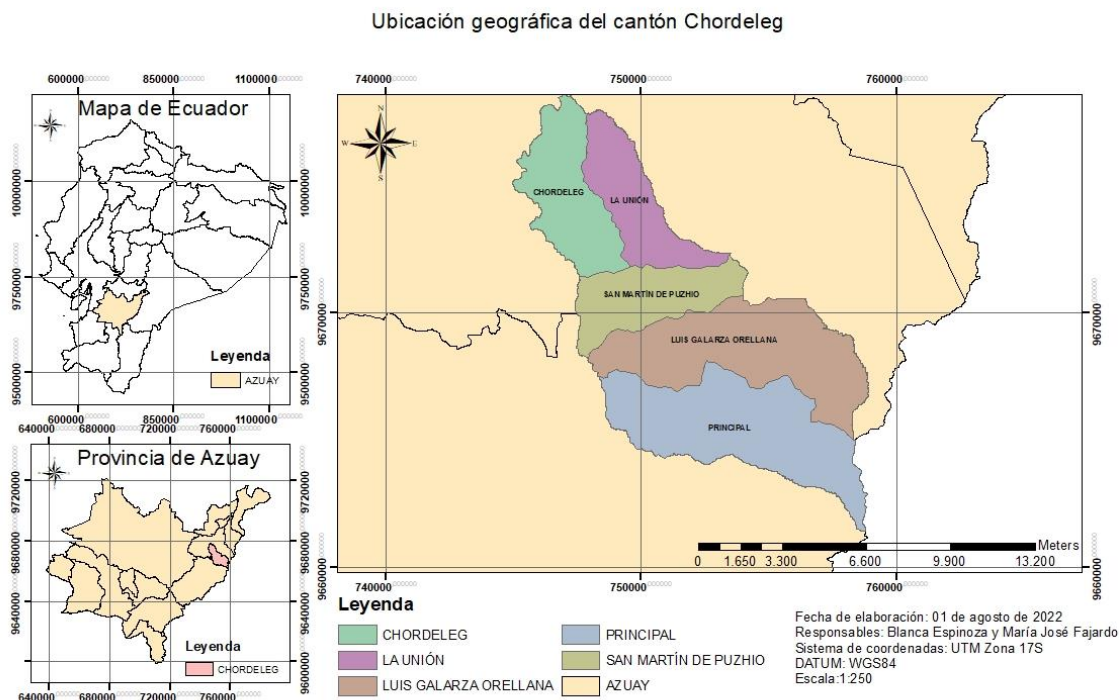 Ubicación geográfica del cantón Chordeleg
600000 850000 1100000
Mapa de Ecuador
10000000 10000000
9750000 9750000
9500000 9500000
Leyenda
AZUAY
600000 850000 1100000
640000 680000 720000 760000
Provincia de Azuay
9720000 9720000
9680000 9680000
9640000 9640000
9600000 9600000
Leyenda
CHORDELEG
640000 680000 720000 760000
740000 750000 760000
N
W E
S
CHORDELEG
LA UNIÓN
SAN MARTÍN DE PUZHIO
9670000 9670000
LUIS GALARZA ORELLANA
PRINCIPAL
Meters
0 1.650 3.300 6.600 9.900 13.200
9660000 9660000
740000 750000 760000
Leyenda
CHORDELEG
LA UNIÓN
LUIS GALARZA ORELLANA
PRINCIPAL
SAN MARTÍN DE PUZHIO
AZUAY
Fecha de elaboración: 01 de agosto de 2022
Responsables: Blanca Espinoza y María José Fajardo
Sistema de coordenadas: UTM Zona 17S
DATUM: WGS84
Escala:1:250